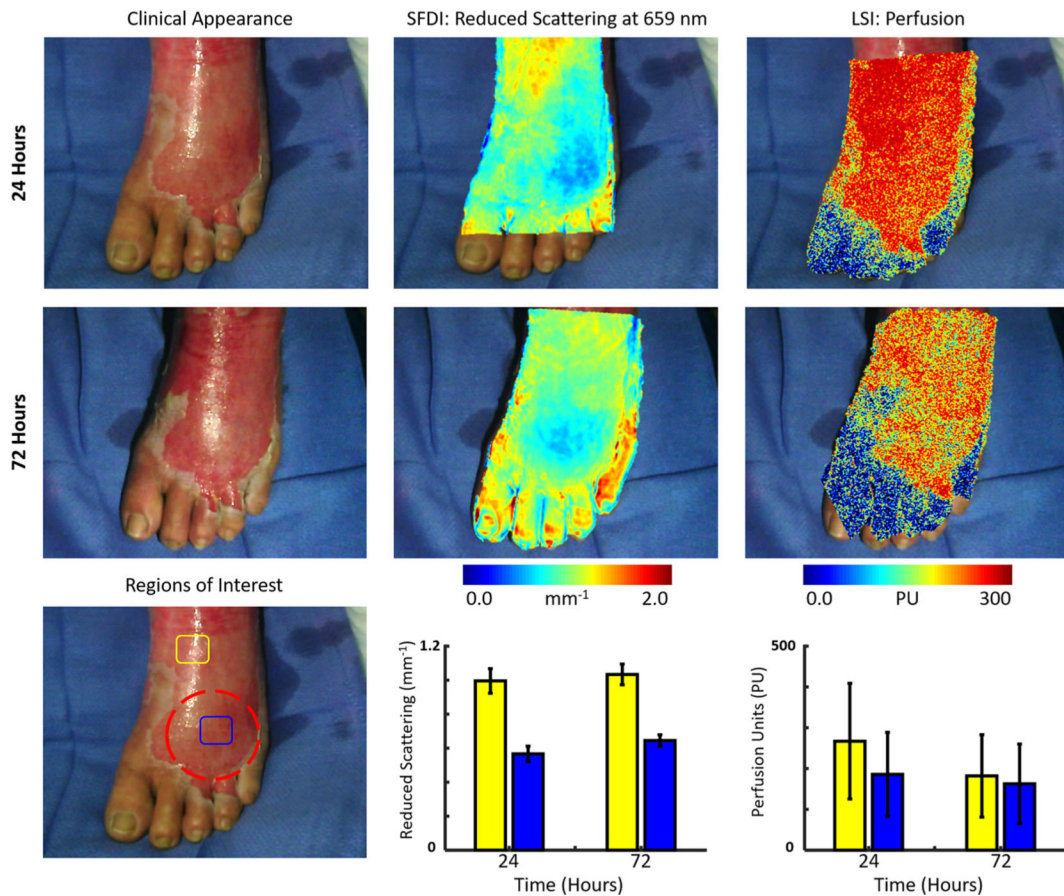 Clinical Appearance
SFDI: Reduced Scattering at 659 nm
LSI: Perfusion
24 Hours
72 Hours
0.0 mm⁻¹ 2.0
0.0 PU 300
Regions of Interest
Reduced Scattering (mm⁻¹)
1.2
0
24 72
Time (Hours)
Perfusion Units (PU)
500
0
24 72
Time (Hours)